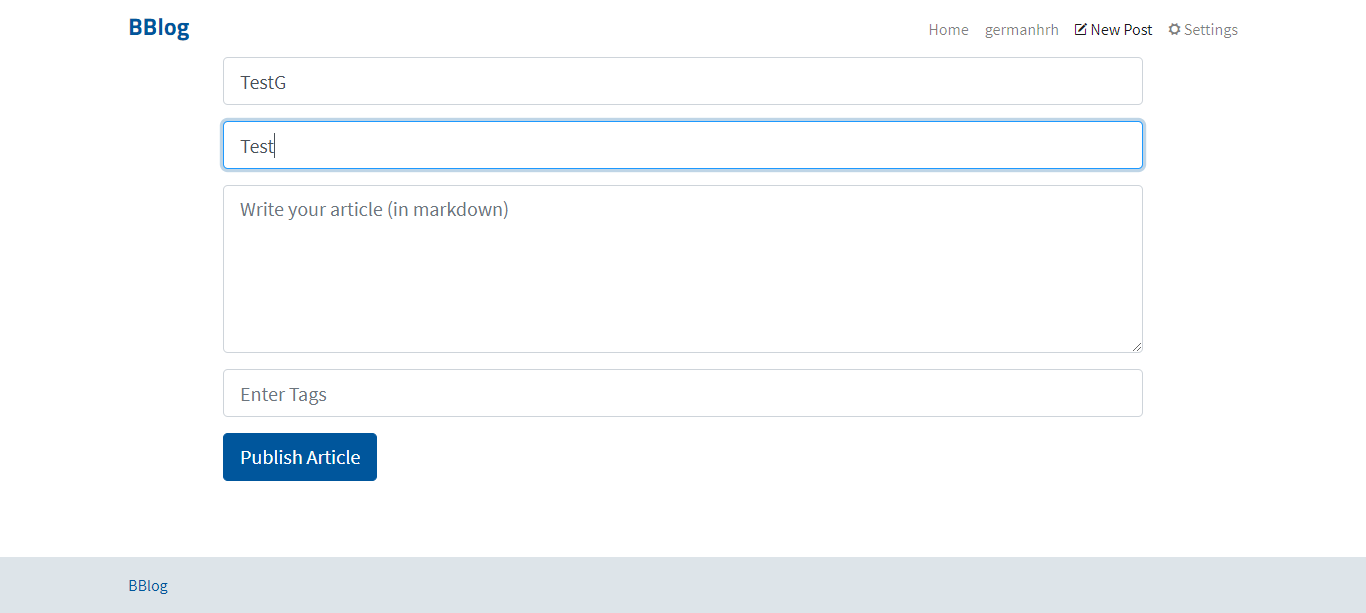 BBlog
Home germanhrh New Post Settings
TestG
Test
Write your article (in markdown)
Enter Tags
Publish Article
BBlog